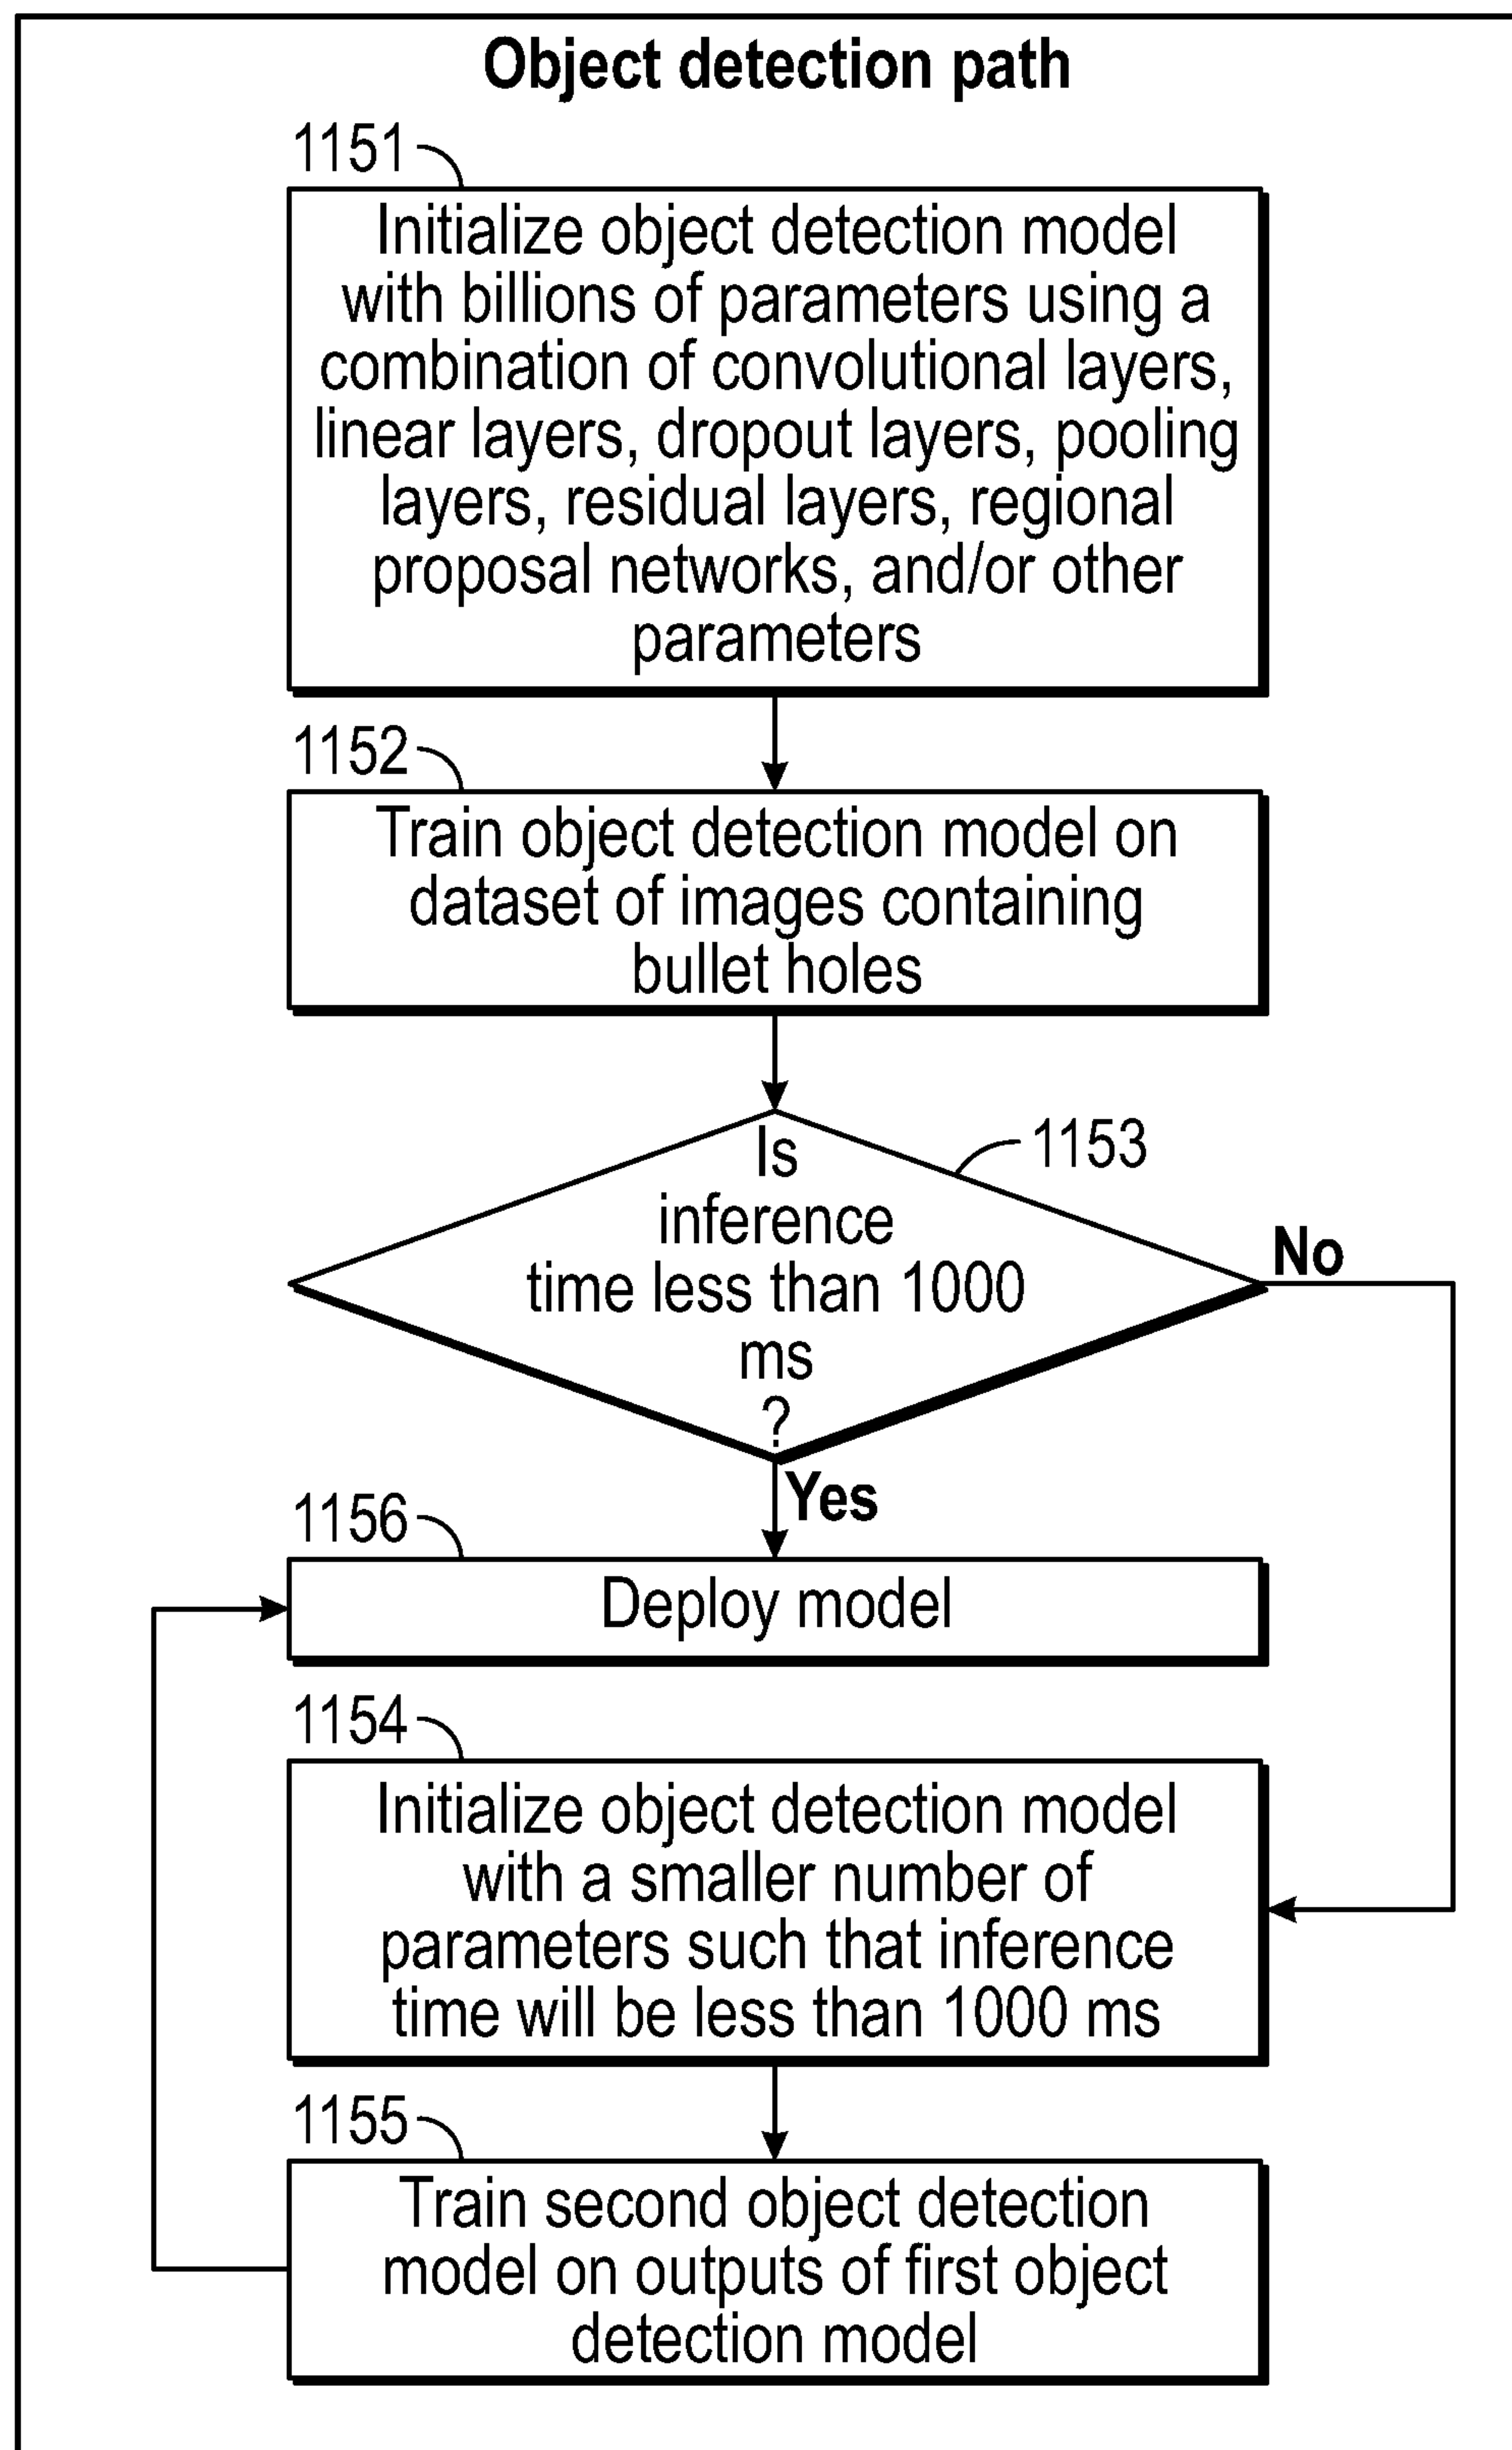 Object detection path
1151
Initialize object detection model
with billions of parameters using a
combination of convolutional layers,
linear layers, dropout layers, pooling
layers, residual layers, regional
proposal networks, and/or other
parameters
1152
Train object detection model on
dataset of images containing
bullet holes
1153
Is
inference
time less than 1000
ms
?
No
Yes
1156
Deploy model
1154
Initialize object detection model
with a smaller number of
parameters such that inference
time will be less than 1000 ms
1155
Train second object detection
model on outputs of first object
detection model